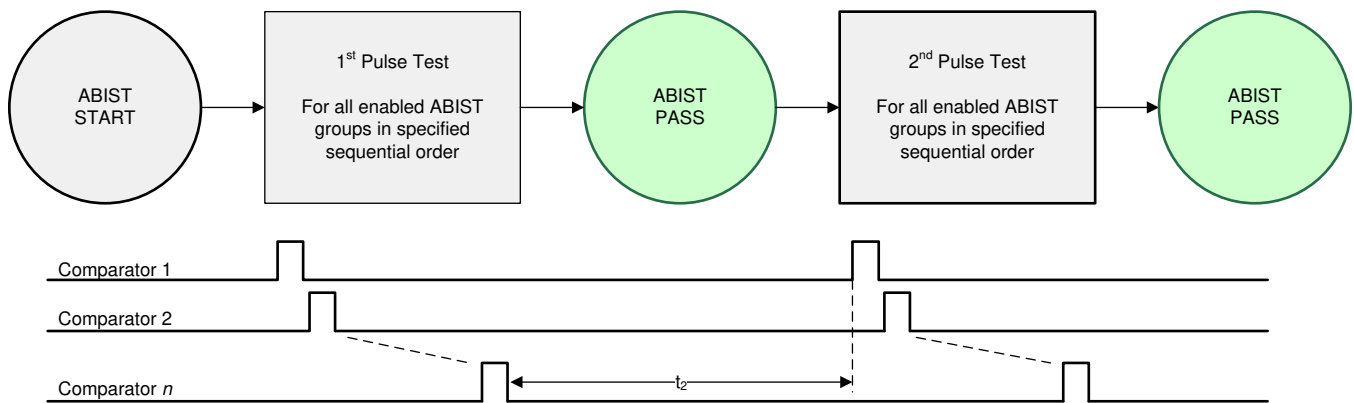 ABIST
START
1st Pulse Test
For all enabled ABIST
groups in specified
sequential order
ABIST
PASS
2nd Pulse Test
For all enabled ABIST
groups in specified
sequential order
ABIST
PASS
Comparator 1
Comparator 2
Comparator n
t2